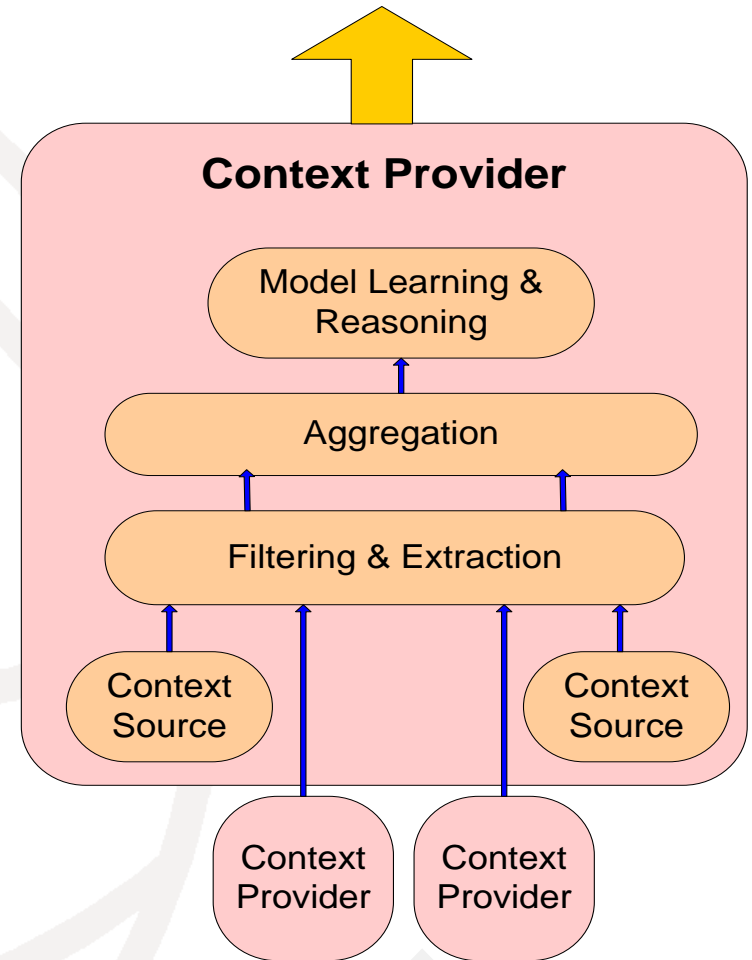 Context Provider
Model Learning &
Reasoning
Aggregation
Filtering & Extraction
Context
Source
Context
Source
Context
Provider
Context
Provider